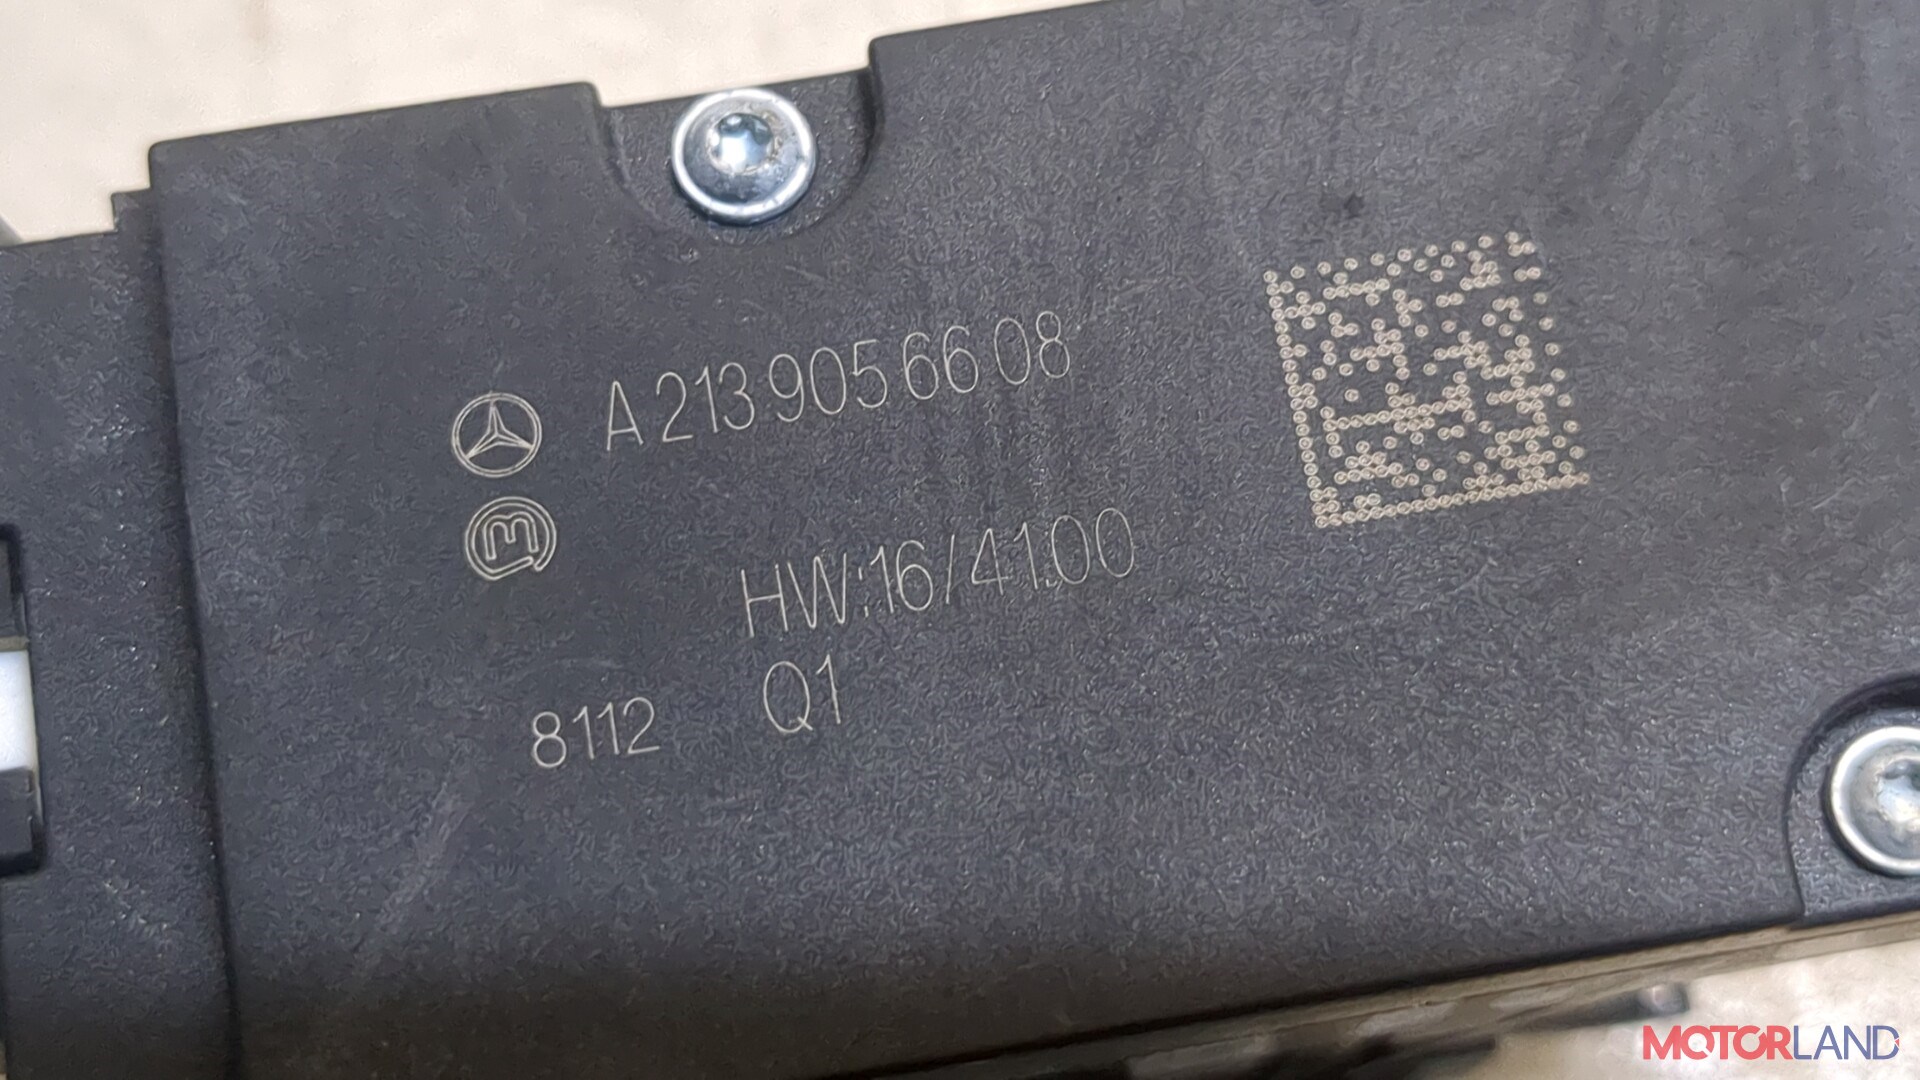 A 213 905 66 08
HW:16/41.00
8112 Q1
MOTORLAND